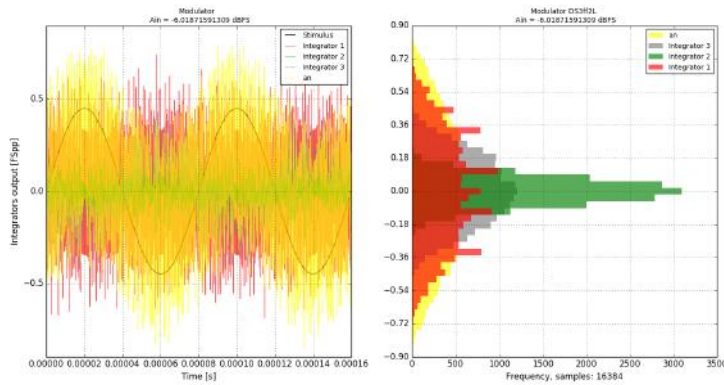 Modulator
Ain = -6.01871591309 dBFS
Stimulus
Integrator 1
Integrator 2
Integrator 3
an
Integrators output [FSpp]
0.5
0.0
−0.5
0.00000 0.00002 0.00004 0.00006 0.00008 0.00010 0.00012 0.00014 0.00016
Time [s]
Modulator DS3ff2L
Ain = -6.01871591309 dBFS
an
Integrator 3
Integrator 2
Integrator 1
0.90
0.72
0.54
0.36
0.18
0.00
−0.18
−0.36
−0.54
−0.72
−0.90
0 500 1000 1500 2000 2500 3000 3500
Frequency, samples: 16384